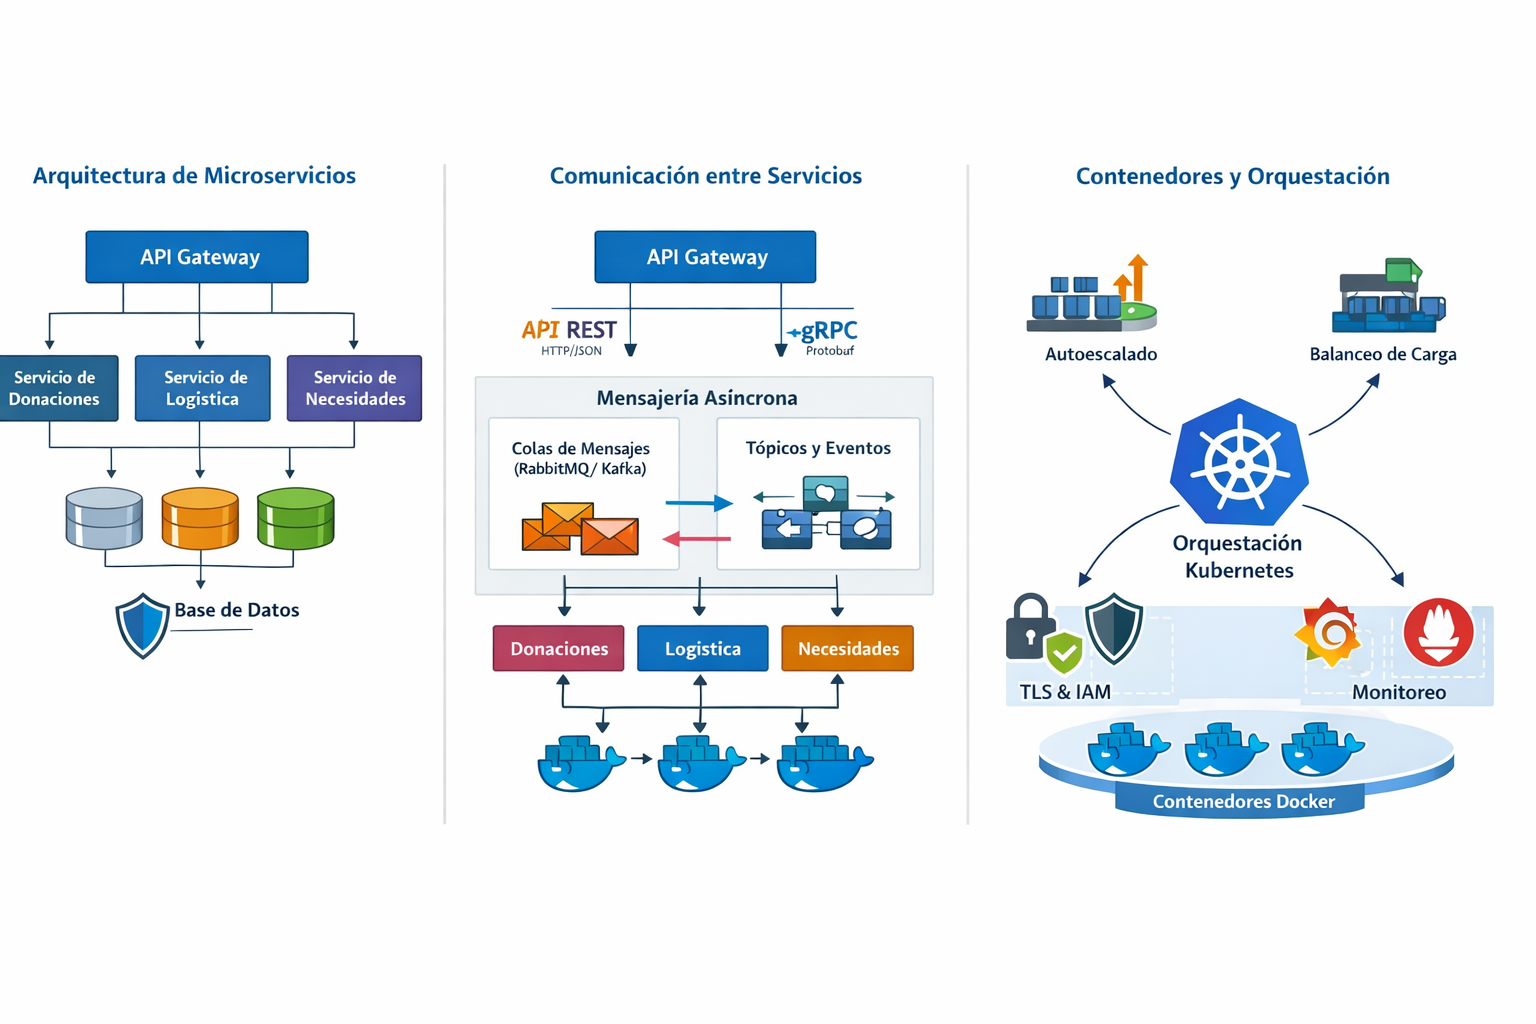 Arquitectura de Microservicios
API Gateway
Servicio de
Donaciones
Servicio de
Logistica
Servicio de
Necesidades
Base de Datos
Comunicación entre Servicios
API Gateway
API REST
HTTP/JSON
gRPC
Protobuf
Mensajería Asíncrona
Colas de Mensajes
(RabbitMQ/ Kafka)
Tópicos y Eventos
Donaciones
Logistica
Necesidades
Contenedores y Orquestación
Autoescalado
Balanceo de Carga
Orquestación
Kubernetes
TLS & IAM
Monitoreo
Contenedores Docker